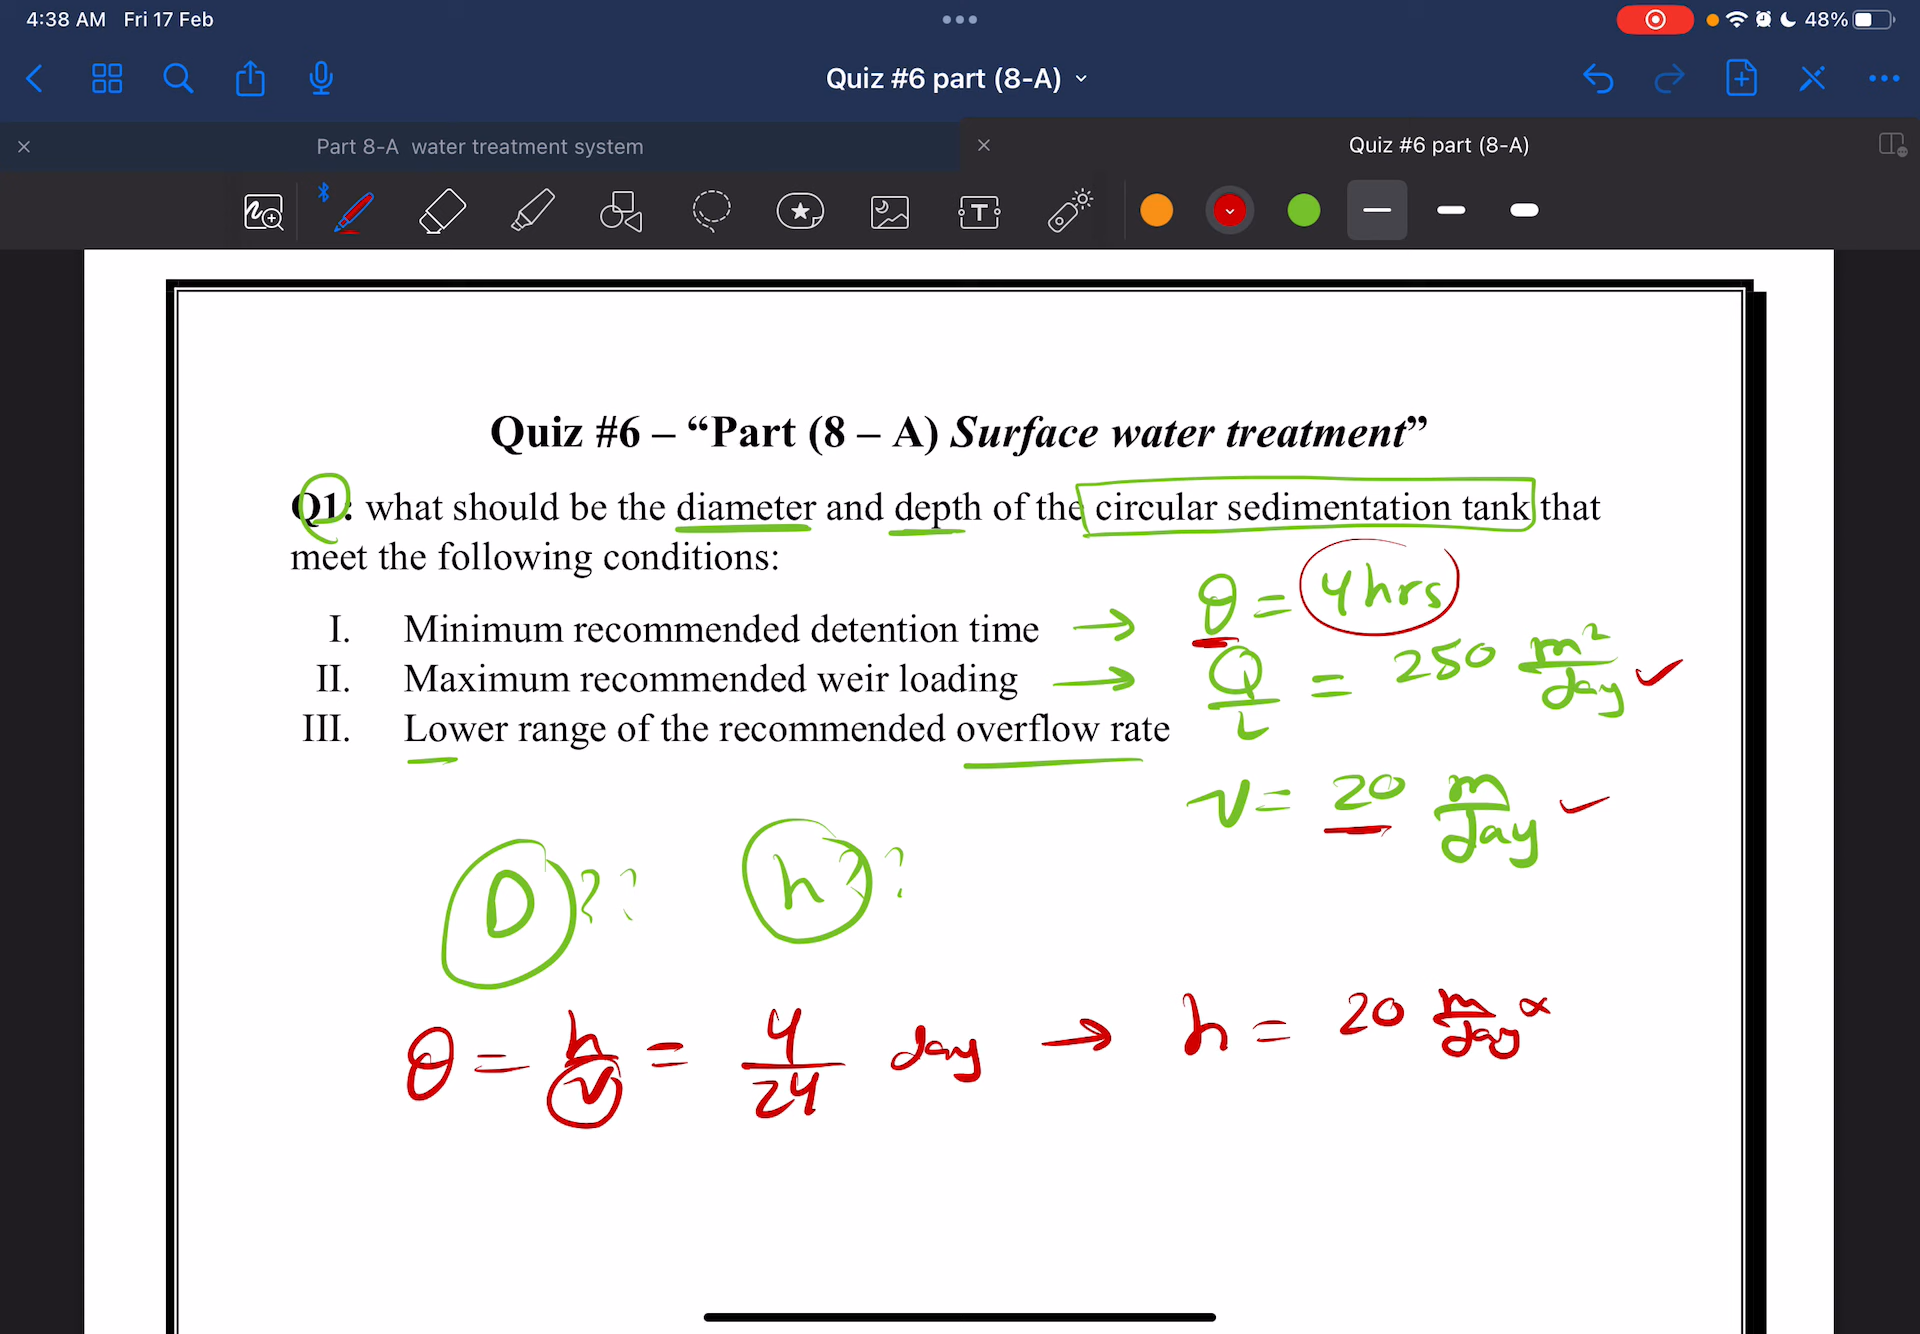 4:38 AM Fri 17 Feb
48%
Quiz #6 part (8-A)
Part 8-A water treatment system
Quiz #6 part (8-A)
T
Quiz #6 – “Part (8 – A) Surface water treatment”
Q1: what should be the diameter and depth of the circular sedimentation tank that
meet the following conditions:
I. Minimum recommended detention time → θ = 4 hrs
II. Maximum recommended weir loading → Q/L = 250 m²/day ✓
III. Lower range of the recommended overflow rate
v = 20 m/day ✓
D?? h??
θ = h/v = 4/24 day → h = 20 m/day ×